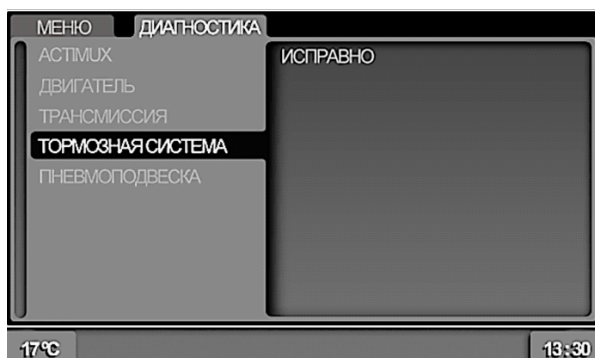 МЕНЮ ДИАГНОСТИКА
ACTIMUX
ИСПРАВНО
ДВИГАТЕЛЬ
ТРАНСМИССИЯ
ТОРМОЗНАЯ СИСТЕМА
ПНЕВМОПОДВЕСКА
17°C
13:30